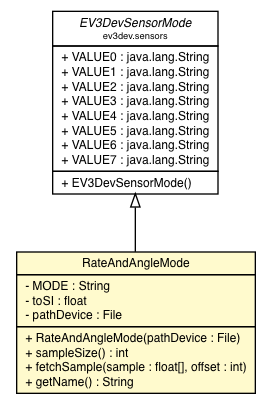 EV3DevSensorMode
ev3dev.sensors
+ VALUE0 : java.lang.String
+ VALUE1 : java.lang.String
+ VALUE2 : java.lang.String
+ VALUE3 : java.lang.String
+ VALUE4 : java.lang.String
+ VALUE5 : java.lang.String
+ VALUE6 : java.lang.String
+ VALUE7 : java.lang.String
+ EV3DevSensorMode()
RateAndAngleMode
- MODE : String
- toSI : float
- pathDevice : File
+ RateAndAngleMode(pathDevice : File)
+ sampleSize() : int
+ fetchSample(sample : float[], offset : int)
+ getName() : String